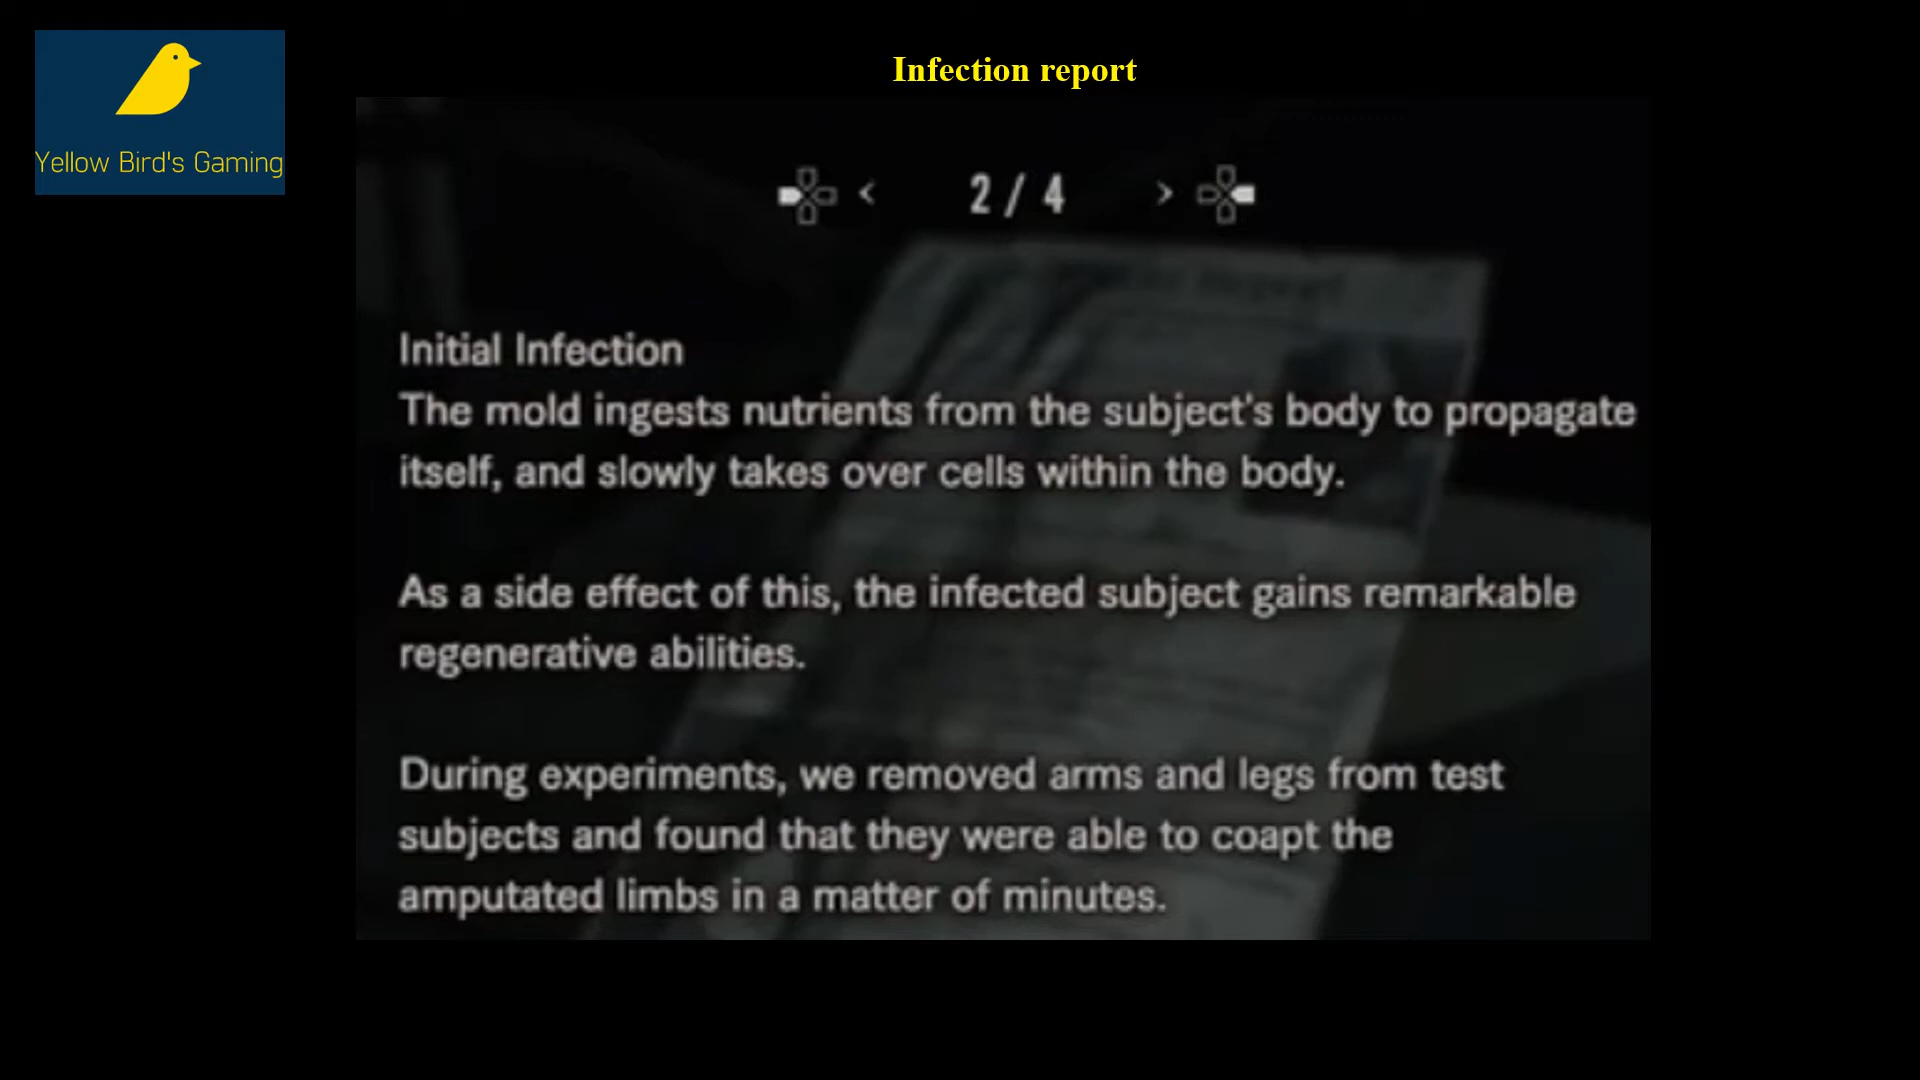 Infection report
Yellow Bird's Gaming
< 2 / 4 >
Initial Infection
The mold ingests nutrients from the subject's body to propagate
itself, and slowly takes over cells within the body.
As a side effect of this, the infected subject gains remarkable
regenerative abilities.
During experiments, we removed arms and legs from test
subjects and found that they were able to coapt the
amputated limbs in a matter of minutes.